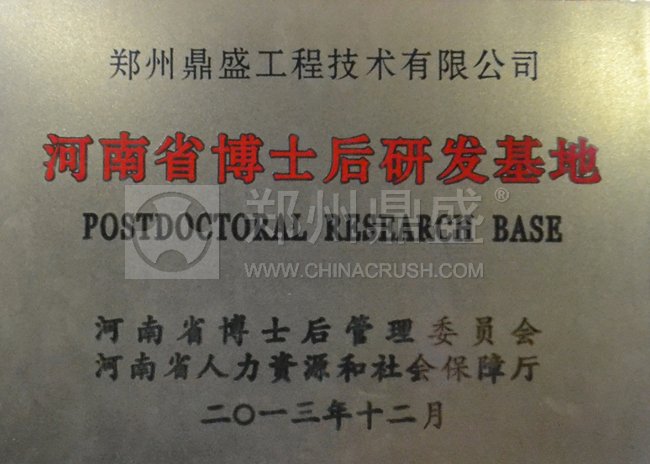 郑州鼎盛工程技术有限公司
河南省博士后研发基地
郑州鼎盛®
POSTDOCTORAL RESEARCH BASE
WWW.CHINACRUSH.COM
河南省博士后管理委员会
河南省人力资源和社会保障厅
二〇一三年十二月